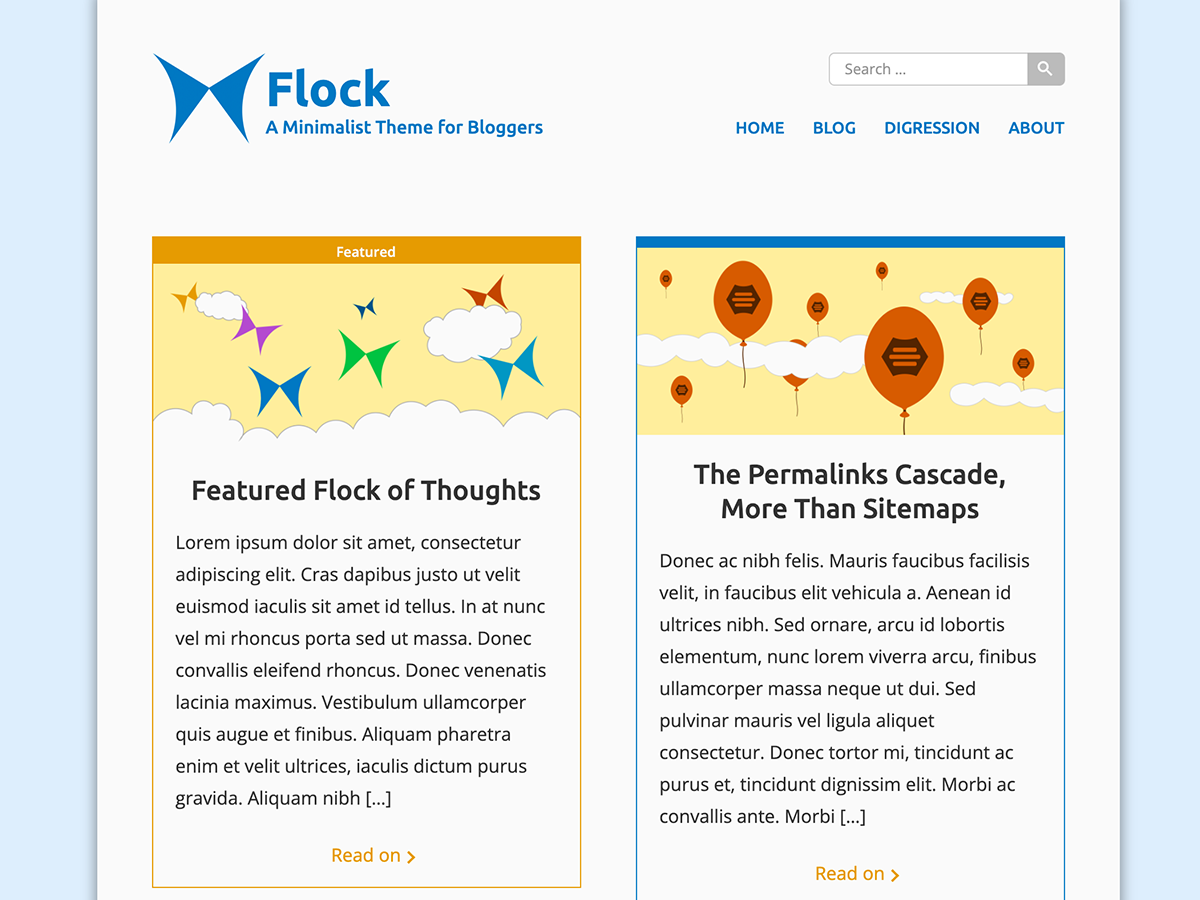 Flock
A Minimalist Theme for Bloggers
Search ...
HOME BLOG DIGRESSION ABOUT
Featured
Featured Flock of Thoughts
Lorem ipsum dolor sit amet, consectetur
adipiscing elit. Cras dapibus justo ut velit
euismod iaculis sit amet id tellus. In at nunc
vel mi rhoncus porta sed ut massa. Donec
convallis eleifend rhoncus. Donec venenatis
lacinia maximus. Vestibulum ullamcorper
quis augue et finibus. Aliquam pharetra
enim et velit ultrices, iaculis dictum purus
gravida. Aliquam nibh [...]
Read on
The Permalinks Cascade,
More Than Sitemaps
Donec ac nibh felis. Mauris faucibus facilisis
velit, in faucibus elit vehicula a. Aenean id
ultrices nibh. Sed ornare, arcu id lobortis
elementum, nunc lorem viverra arcu, finibus
ullamcorper massa neque ut dui. Sed
pulvinar mauris vel ligula aliquet
consectetur. Donec tortor mi, tincidunt ac
purus et, tincidunt dignissim elit. Morbi ac
convallis ante. Morbi [...]
Read on